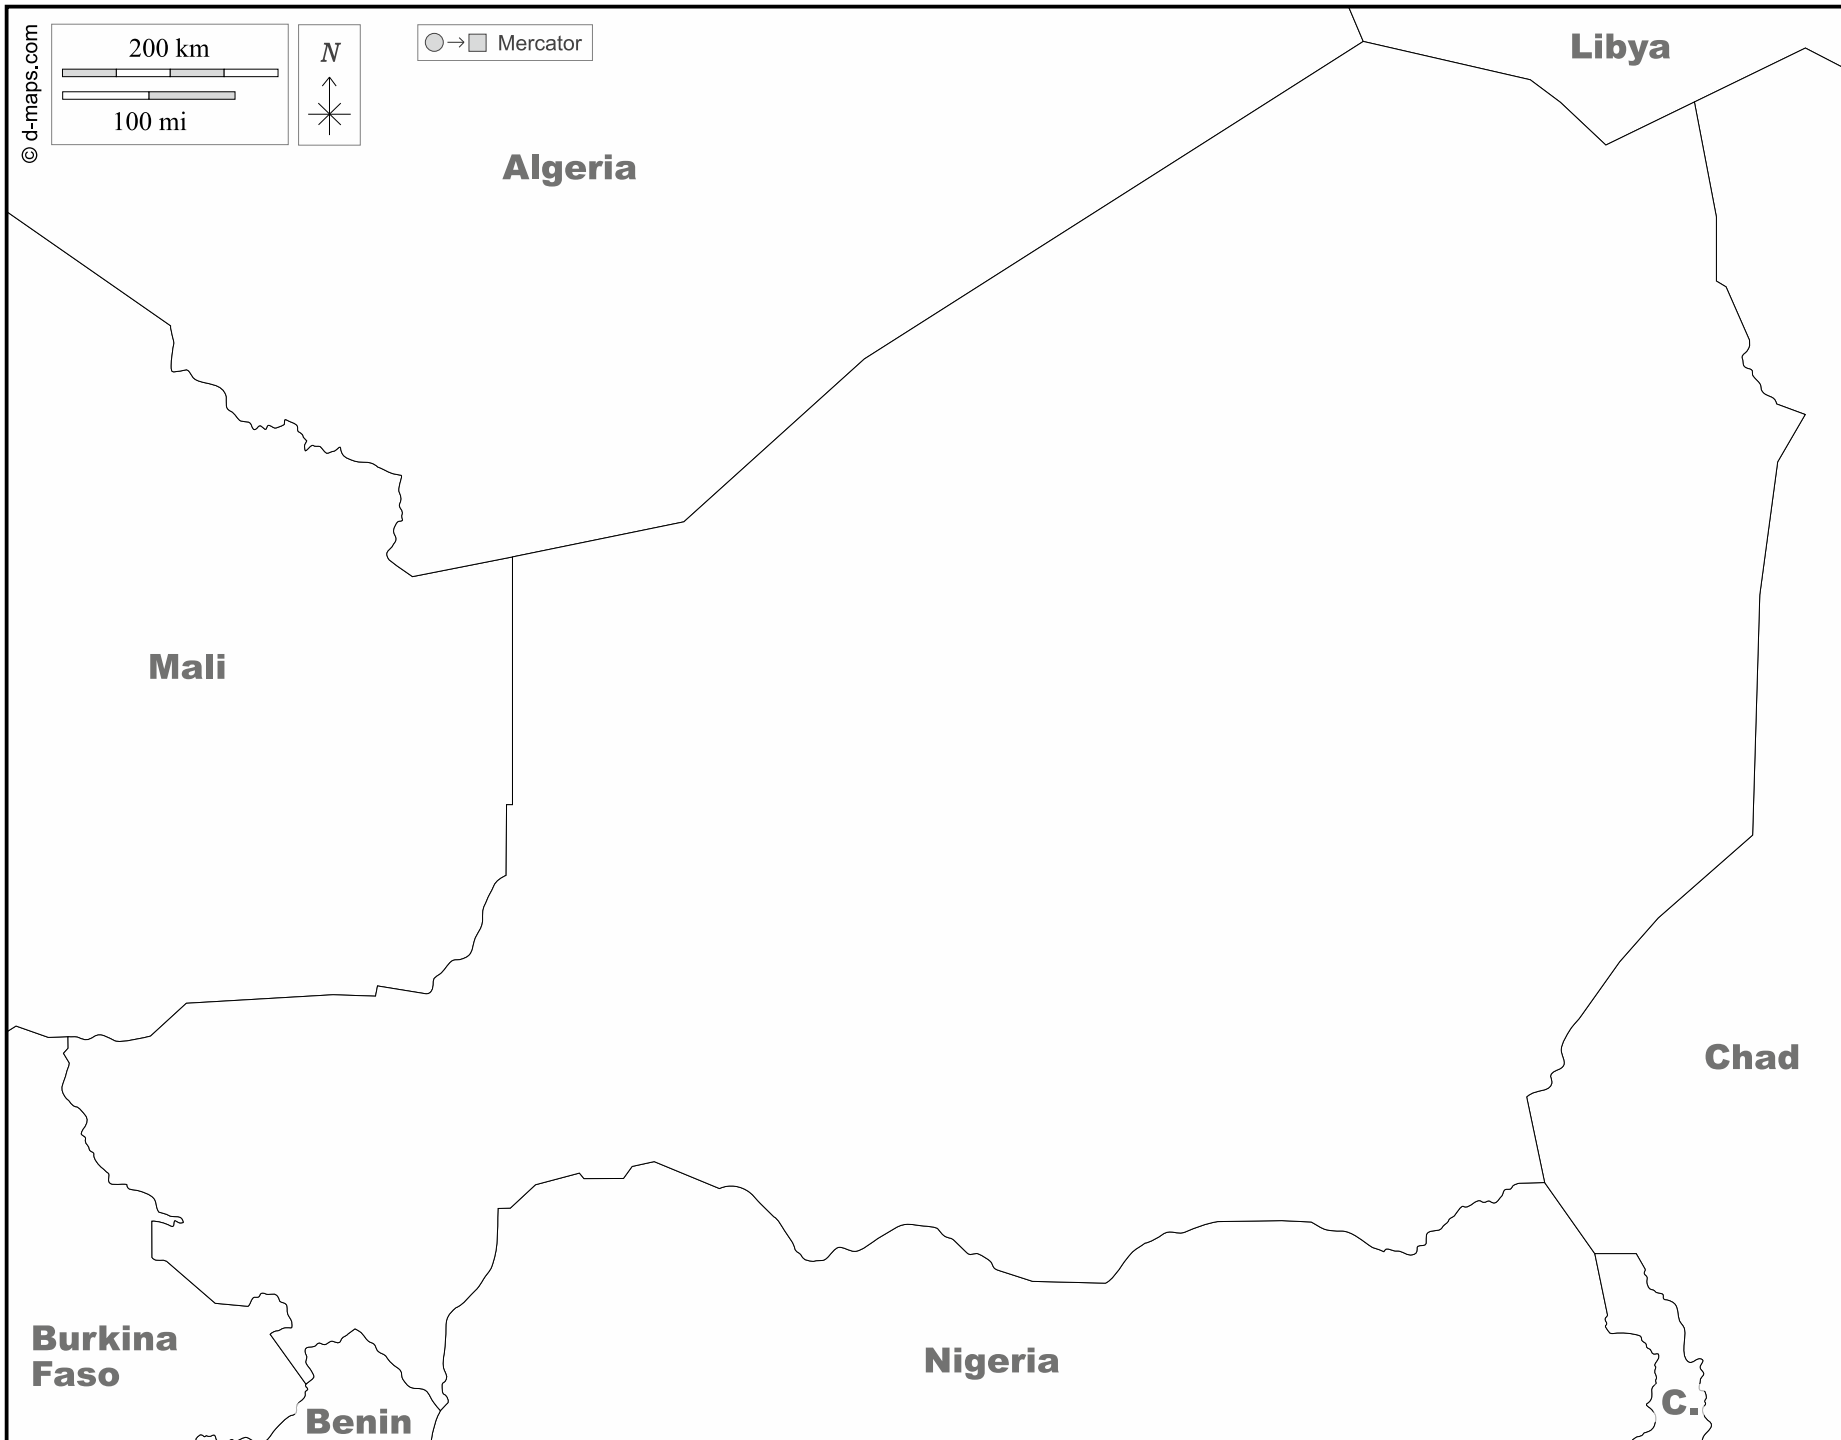 © d-maps.com
200 km
100 mi
N
Mercator
Libya
Algeria
Mali
Chad
Burkina
Faso
Nigeria
Benin
C.